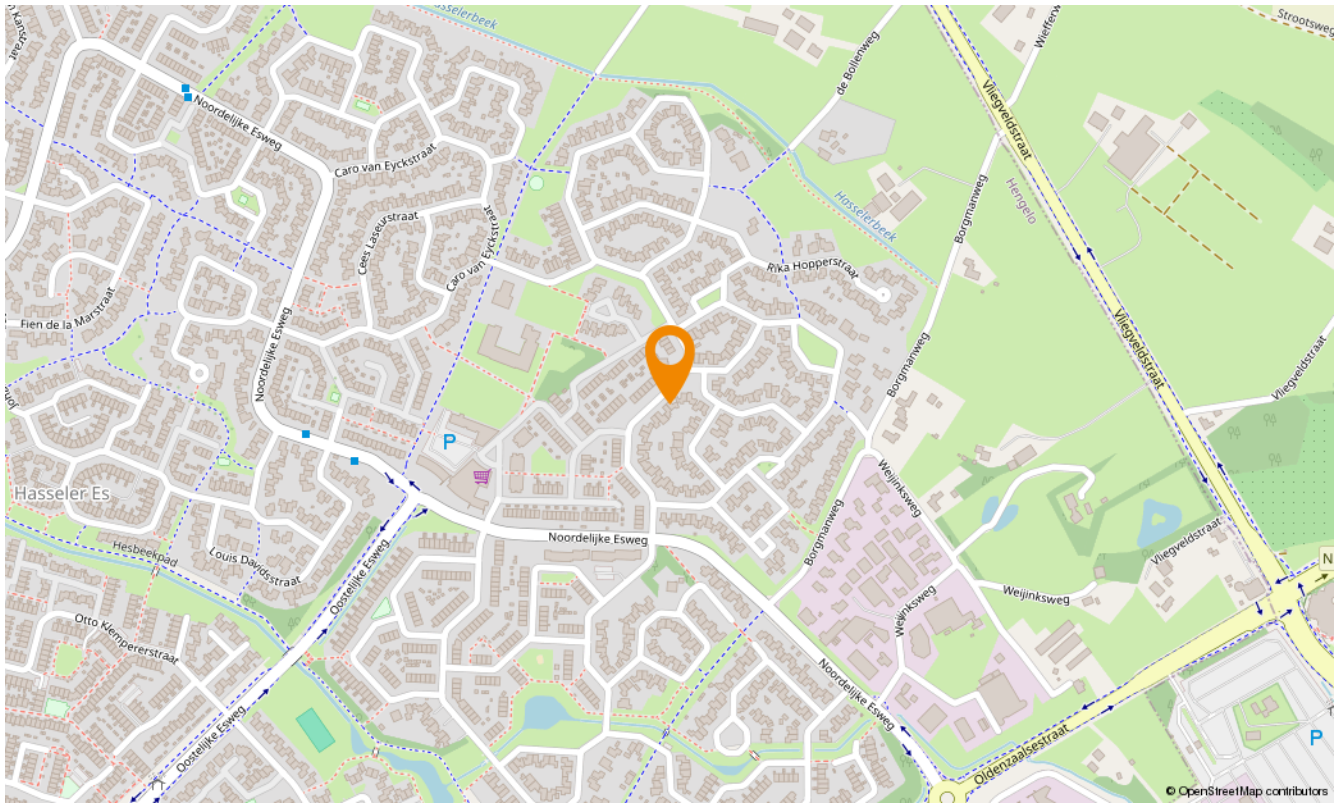 Kanstraat
Hasselerbeek
de Bollenweg
Wiefferw
Strootsweg
Noordelijke Esweg
Vliegveldstraat
Caro van Eyckstraat
Hengelo
Hasselerbeek
Borgmanweg
Cees Laseurstraat
Caro van Eyckstraat
Rika Hopperstraat
Fien de la Marstraat
Noordelijke Esweg
Vliegveldstraat
Vliegveldstraat
Borgmanweg
P
Hasseler Es
Weijinksweg
Borgmanweg
Noordelijke Esweg
Hesbeekpad
Louis Davidsstraat
Oostelijke Esweg
Vliegveldstraat
N
Weijinksweg
Weijinksweg
Otto Klempererstraat
Noordelijke Esweg
Oostelijke Esweg
Oldenzaalsestraat
P
© OpenStreetMap contributors